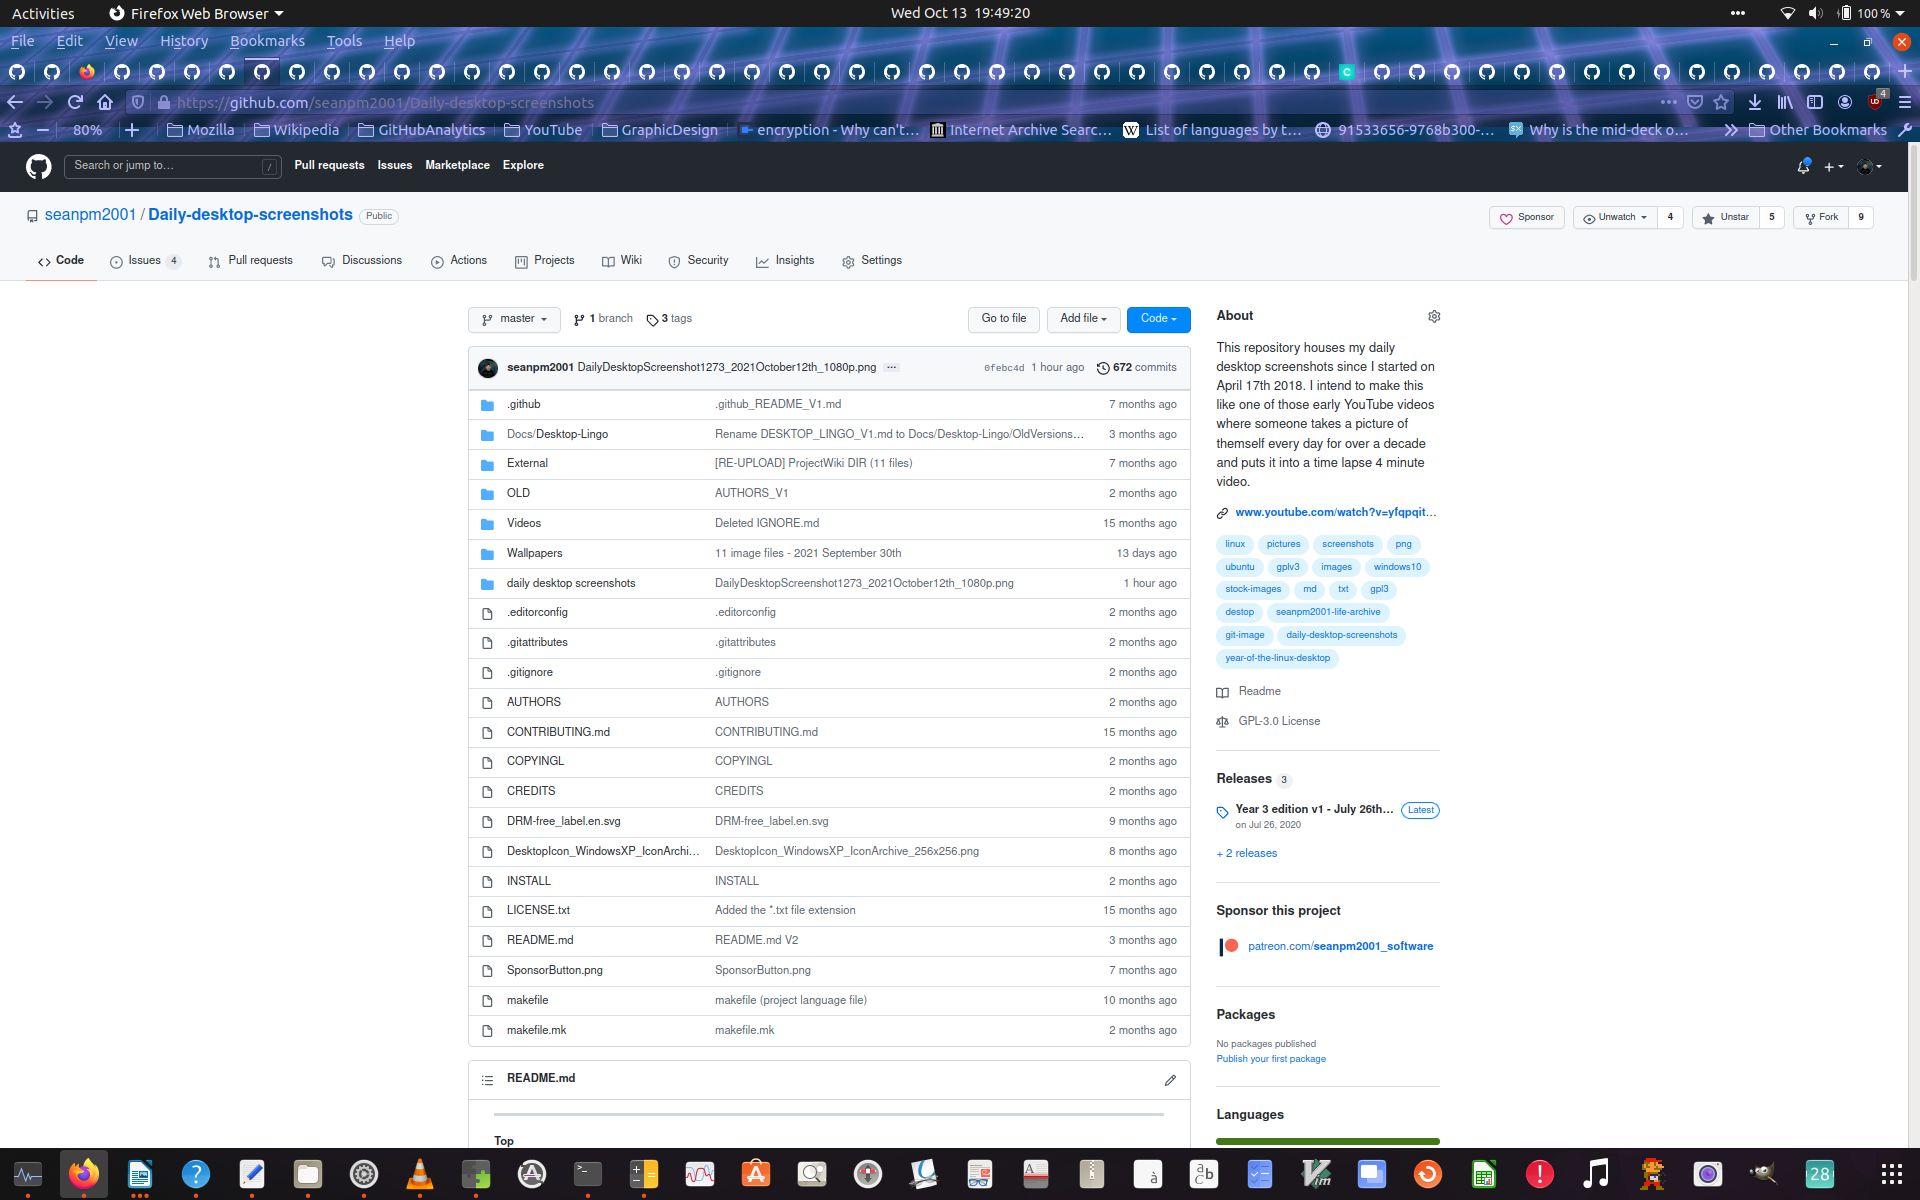 Activities Firefox Web Browser Wed Oct 13 19:49:20 100 %
File Edit View History Bookmarks Tools Help
https://github.com/seanpm2001/Daily-desktop-screenshots 4
80% Mozilla Wikipedia GitHubAnalytics YouTube GraphicDesign encryption - Why can't… Internet Archive Searc… List of languages by t… 91533656-9768b300-… Why is the mid-deck o… Other Bookmarks
Search or jump to… / Pull requests Issues Marketplace Explore
seanpm2001 / Daily-desktop-screenshots Public Sponsor Unwatch 4 Unstar 5 Fork 9
Code Issues 4 Pull requests Discussions Actions Projects Wiki Security Insights Settings
master 1 branch 3 tags Go to file Add file Code
seanpm2001 DailyDesktopScreenshot1273_2021October12th_1080p.png … 0febc4d 1 hour ago 672 commits
.github .github_README_V1.md 7 months ago
Docs/Desktop-Lingo Rename DESKTOP_LINGO_V1.md to Docs/Desktop-Lingo/OldVersions… 3 months ago
External [RE-UPLOAD] ProjectWiki DIR (11 files) 7 months ago
OLD AUTHORS_V1 2 months ago
Videos Deleted IGNORE.md 15 months ago
Wallpapers 11 image files - 2021 September 30th 13 days ago
daily desktop screenshots DailyDesktopScreenshot1273_2021October12th_1080p.png 1 hour ago
.editorconfig .editorconfig 2 months ago
.gitattributes .gitattributes 2 months ago
.gitignore .gitignore 2 months ago
AUTHORS AUTHORS 2 months ago
CONTRIBUTING.md CONTRIBUTING.md 15 months ago
COPYINGL COPYINGL 2 months ago
CREDITS CREDITS 2 months ago
DRM-free_label.en.svg DRM-free_label.en.svg 9 months ago
DesktopIcon_WindowsXP_IconArchi… DesktopIcon_WindowsXP_IconArchive_256x256.png 8 months ago
INSTALL INSTALL 2 months ago
LICENSE.txt Added the *.txt file extension 15 months ago
README.md README.md V2 3 months ago
SponsorButton.png SponsorButton.png 7 months ago
makefile makefile (project language file) 10 months ago
makefile.mk makefile.mk 2 months ago
README.md
Top
About
This repository houses my daily
desktop screenshots since I started on
April 17th 2018. I intend to make this
like one of those early YouTube videos
where someone takes a picture of
themself every day for over a decade
and puts it into a time lapse 4 minute
video.
www.youtube.com/watch?v=yfqpqit…
linux pictures screenshots png
ubuntu gplv3 images windows10
stock-images md txt gpl3
destop seanpm2001-life-archive
git-image daily-desktop-screenshots
year-of-the-linux-desktop
Readme
GPL-3.0 License
Releases 3
Year 3 edition v1 - July 26th… Latest
on Jul 26, 2020
+ 2 releases
Sponsor this project
patreon.com/seanpm2001_software
Packages
No packages published
Publish your first package
Languages
28